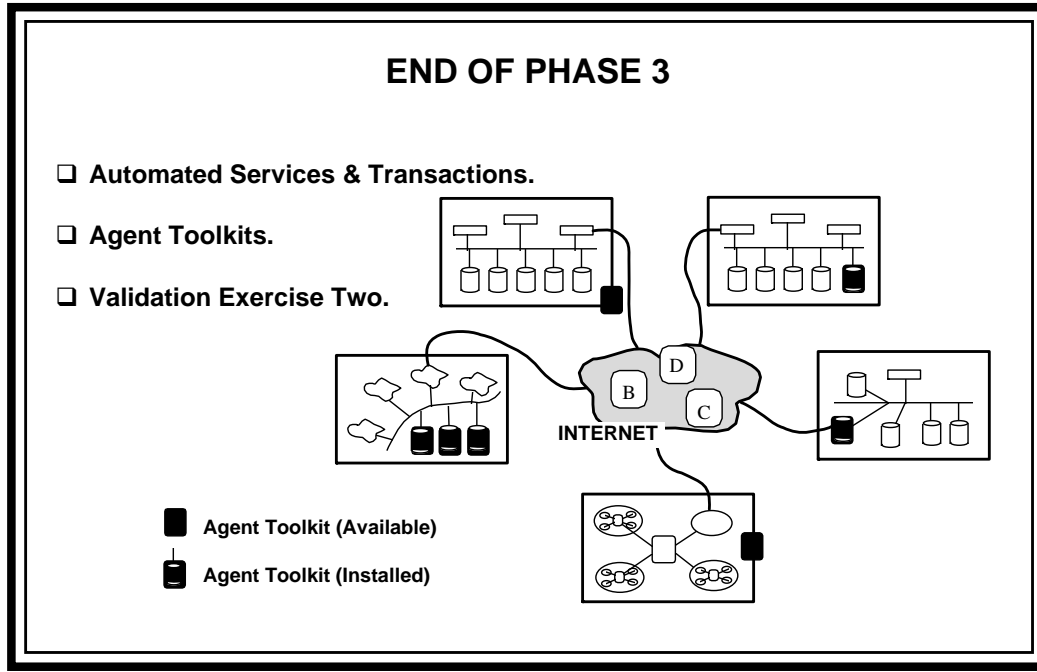 END OF PHASE 3
❑ Automated Services & Transactions.
❑ Agent Toolkits.
❑ Validation Exercise Two.
D
B
C
INTERNET
Agent Toolkit (Available)
Agent Toolkit (Installed)